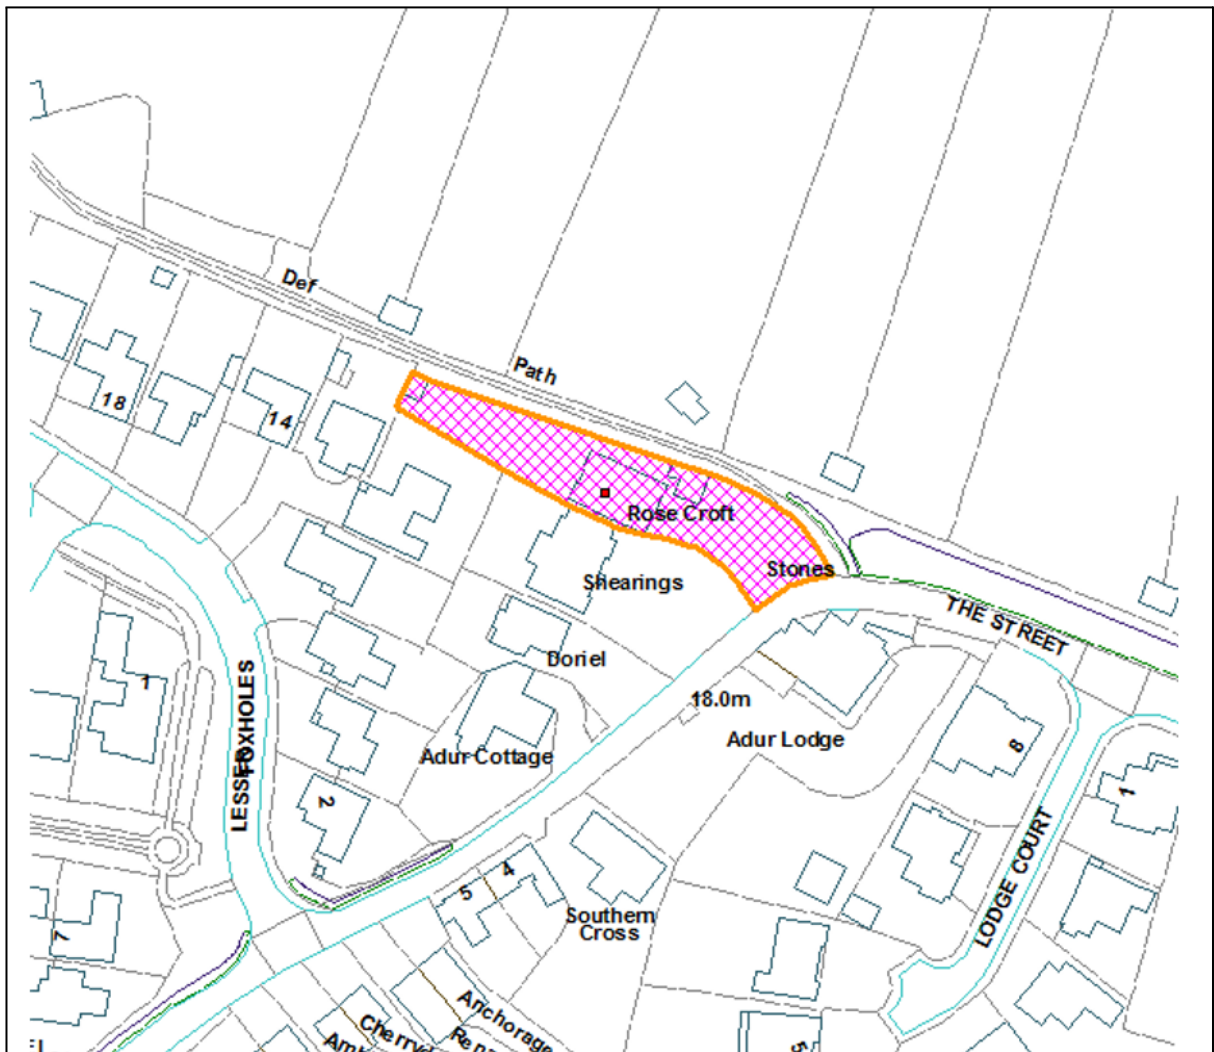 Def
Path
18
14
Rose Croft
Stones
Shearings
THE STREET
Doriel
18.0m
Adur Lodge
Adur Cottage
LESSER FOXHOLES
1
2
8
1
LODGE COURT
4
5
Southern
Cross
7
Anchorage
5